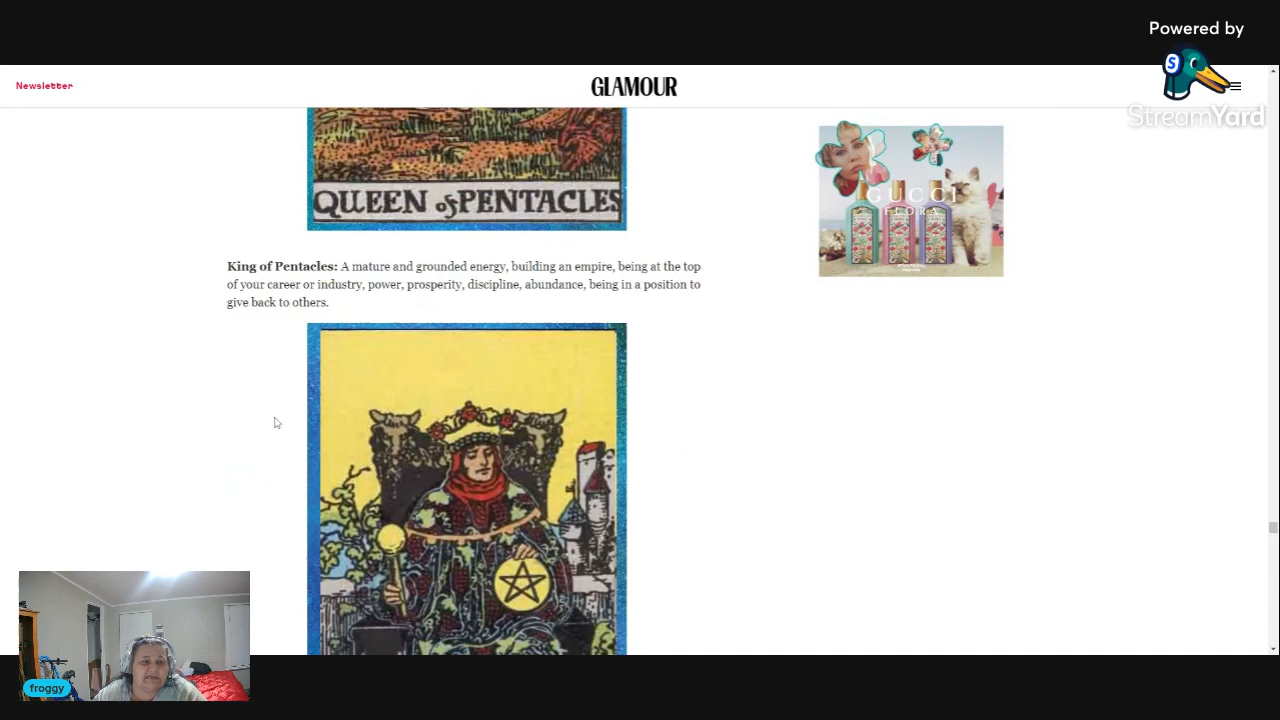 Powered by
StreamYard
Newsletter
GLAMOUR
QUEEN of PENTACLES
GUCCI
FLORA
King of Pentacles: A mature and grounded energy, building an empire, being at the top
of your career or industry, power, prosperity, discipline, abundance, being in a position to
give back to others.
froggy